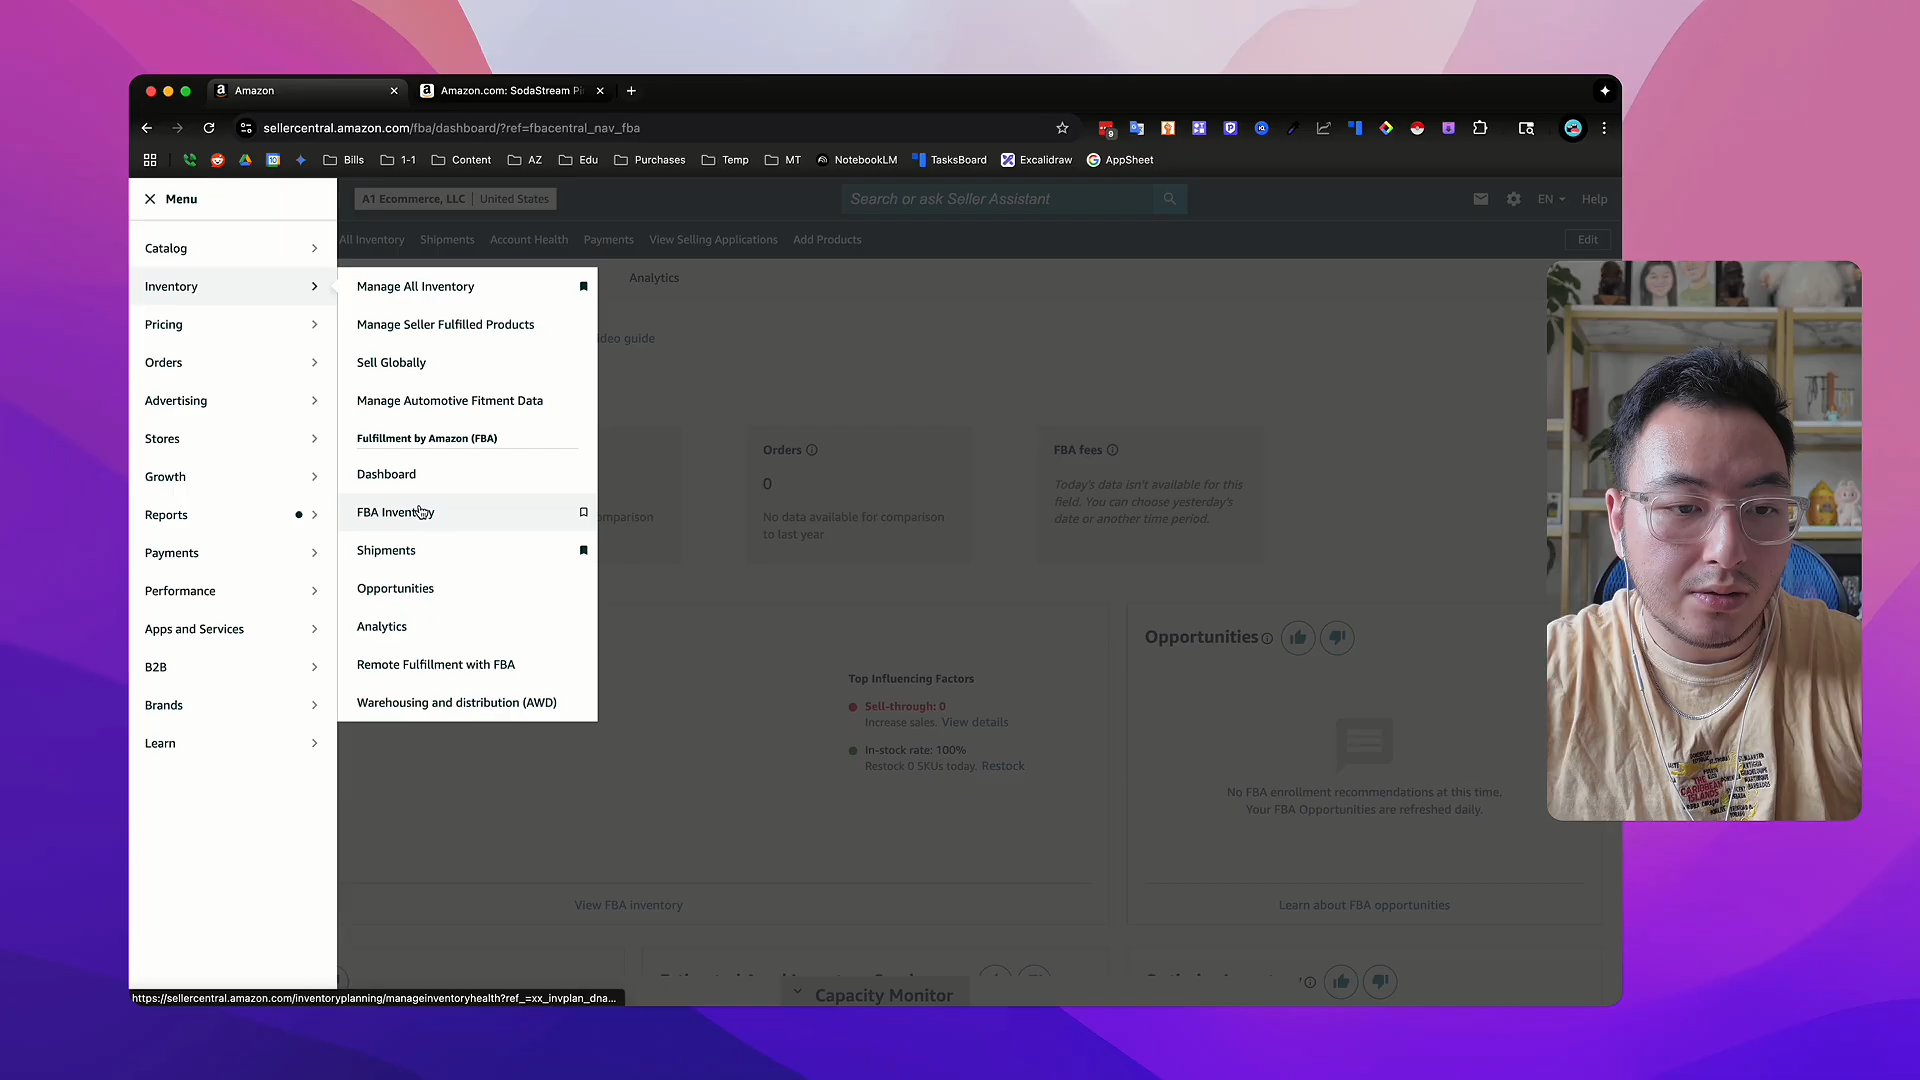 Amazon
Amazon.com: SodaStream Pi
sellercentral.amazon.com/fba/dashboard/?ref=fbacentral_nav_fba
9
Bills
1-1
Content
AZ
Edu
Purchases
Temp
MT
NotebookLM
TasksBoard
Excalidraw
AppSheet
Menu
A1 Ecommerce, LLC | United States
Search or ask Seller Assistant
EN
Help
All Inventory
Shipments
Account Health
Payments
View Selling Applications
Add Products
Edit
Catalog
Inventory
Pricing
Orders
Advertising
Stores
Growth
Reports
Payments
Performance
Apps and Services
B2B
Brands
Learn
Manage All Inventory
Manage Seller Fulfilled Products
Sell Globally
Manage Automotive Fitment Data
Fulfillment by Amazon (FBA)
Dashboard
FBA Inventory
Shipments
Opportunities
Analytics
Remote Fulfillment with FBA
Warehousing and distribution (AWD)
Analytics
ideo guide
omparison
Orders
0
No data available for comparison
to last year
FBA fees
Today's data isn't available for this
field. You can choose yesterday's
date or another time period.
Top Influencing Factors
Sell-through: 0
Increase sales. View details
In-stock rate: 100%
Restock 0 SKUs today. Restock
View FBA inventory
Opportunities
No FBA enrollment recommendations at this time.
Your FBA Opportunities are refreshed daily.
Learn about FBA opportunities
Capacity Monitor
https://sellercentral.amazon.com/inventoryplanning/manageinventoryhealth?ref_=xx_invplan_dna...
THE
CARIBBEAN
ISLANDS